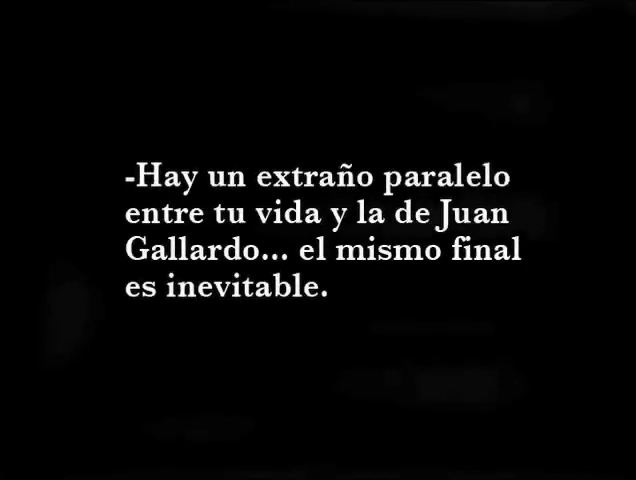 -Hay un extraño paralelo
entre tu vida y la de Juan
Gallardo... el mismo final
es inevitable.